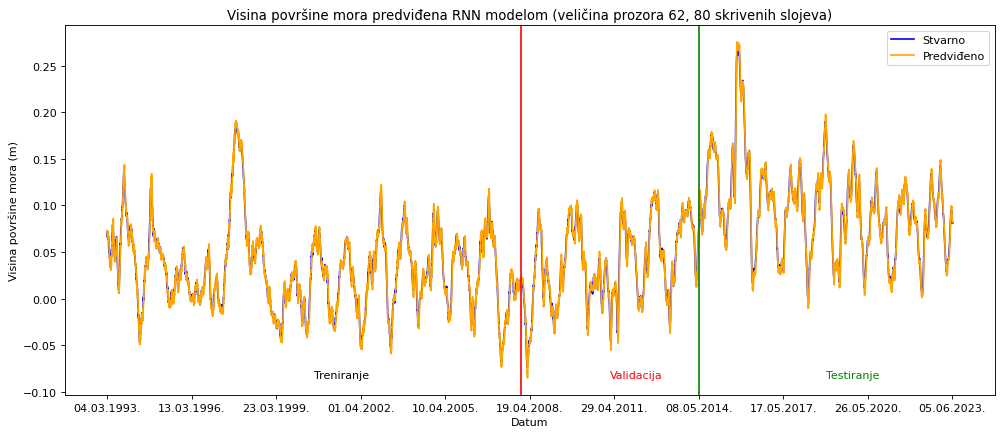 Visina površine mora predviđena RNN modelom (veličina prozora 62, 80 skrivenih slojeva)
Stvarno
Predviđeno
Visina površine mora (m)
0.25
0.20
0.15
0.10
0.05
0.00
−0.05
−0.10
Treniranje
Validacija
Testiranje
04.03.1993.
13.03.1996.
23.03.1999.
01.04.2002.
10.04.2005.
19.04.2008.
29.04.2011.
08.05.2014.
17.05.2017.
26.05.2020.
05.06.2023.
Datum